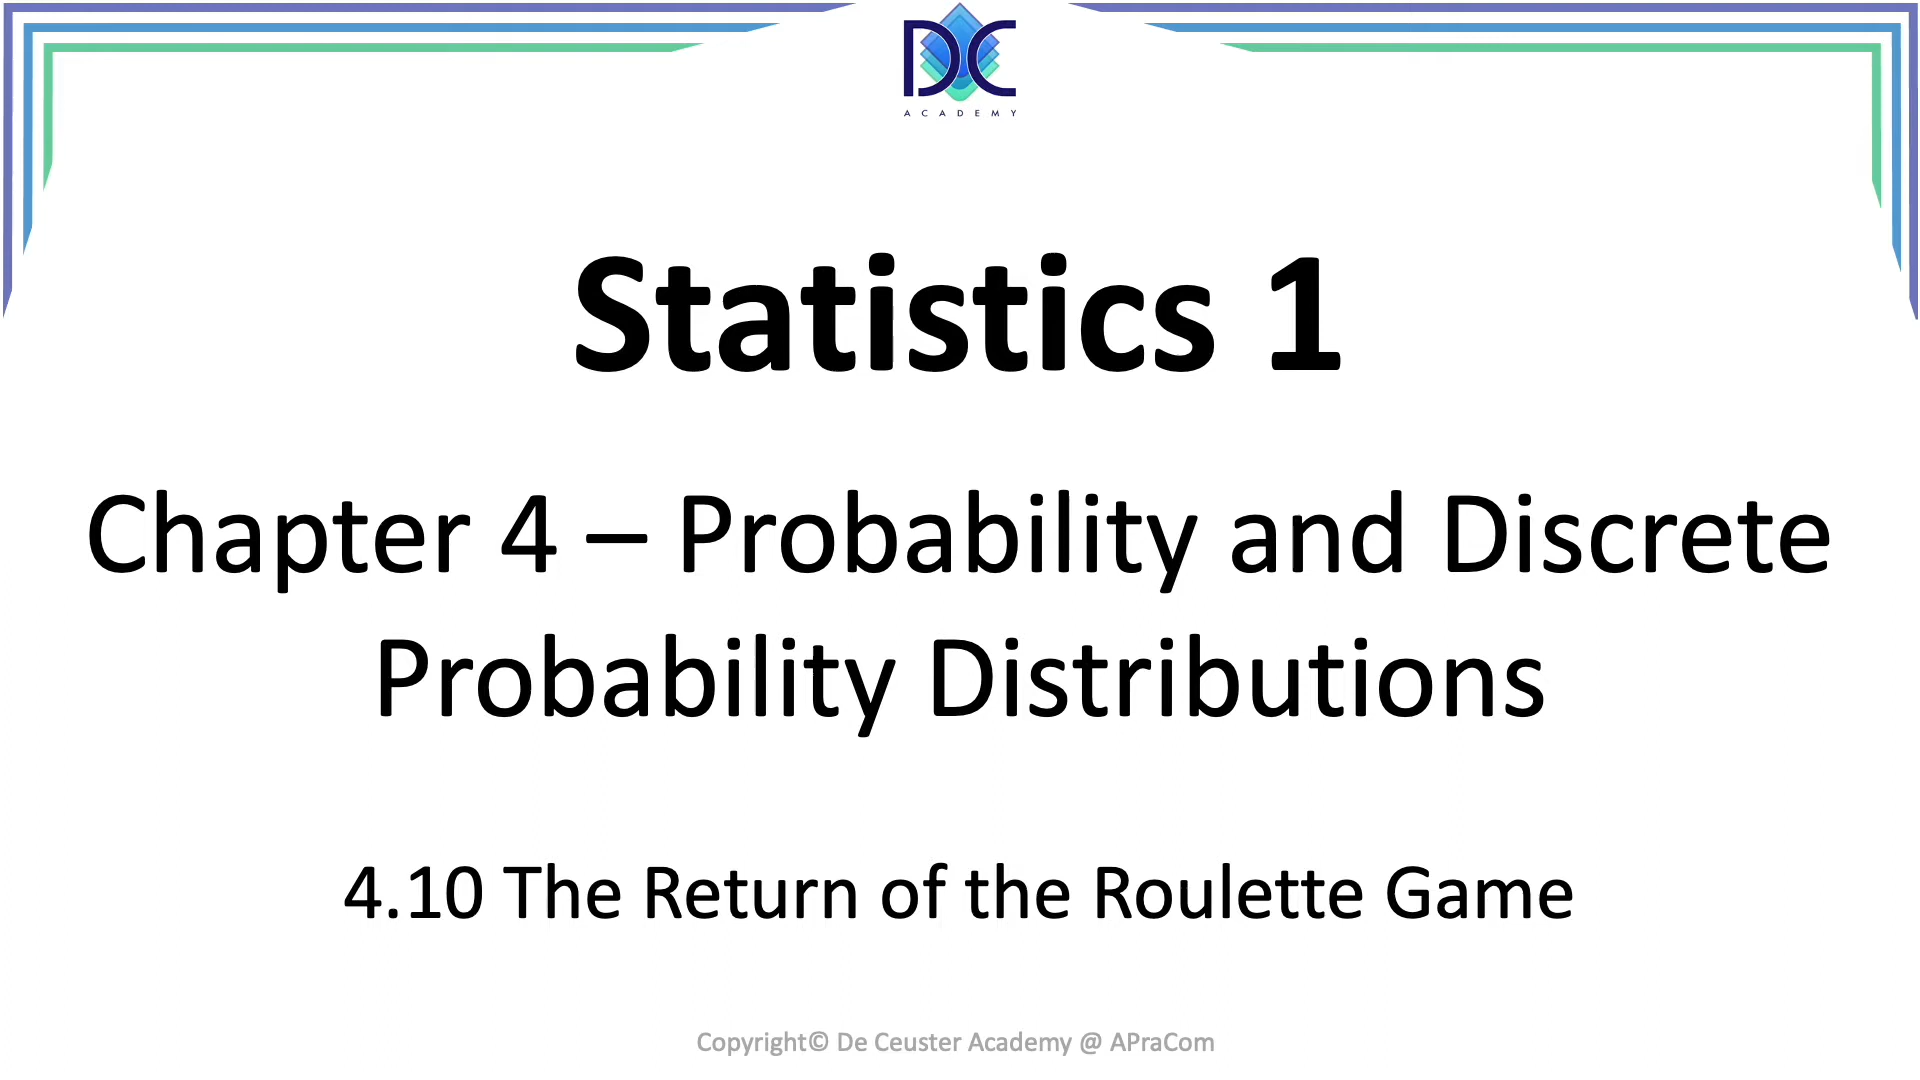 DC
ACADEMY
Statistics 1
Chapter 4 – Probability and Discrete
Probability Distributions
4.10 The Return of the Roulette Game
Copyright© De Ceuster Academy @ APraCom